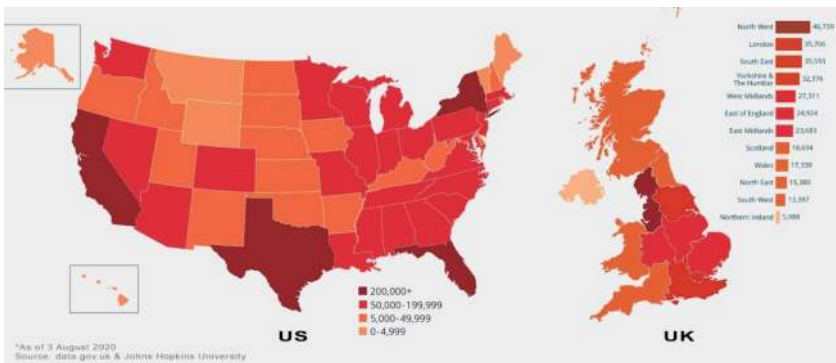 North West 46,739
London 35,706
South East 35,593
Yorkshire &
The Humber 32,376
West Midlands 27,311
East of England 24,924
East Midlands 23,683
Scotland 18,694
Wales 17,339
North East 15,380
South West 13,397
Northern Ireland 5,988
200,000+
50,000-199,999
5,000-49,999
0-4,999
US
UK
*As of 3 August 2020
Source: data.gov.uk & Johns Hopkins University